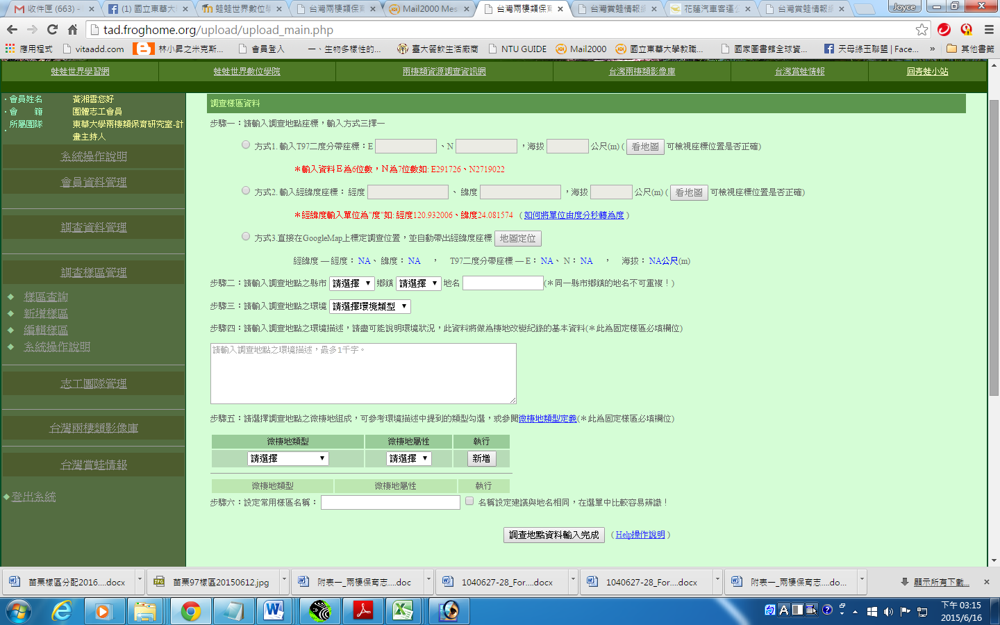 收件匣 (663) -
(1) 國立東華大
蛙蛙世界數位學
台灣兩棲類保育
Mail2000 Mes
台灣兩棲類保育
台灣賞蛙情報網
花蓮汽車客運公
台灣賞蛙情報
Joyce
tad.froghome.org/upload/upload_main.php
應用程式
vitaadd.com
林小昇之米克斯...
會員登入
一、生物多樣性的...
臺大餐飲生活廠商
NTU GUIDE
Mail2000
國立東華大學教職...
國家圖書館全球資...
天母綠玉聯盟 | Face...
»
其他書籤
蛙蛙世界學習網
蛙蛙世界數位學院
兩棲類資源調查資訊網
台灣兩棲類影像庫
台灣賞蛙情報
回青蛙小站
會員姓名 黃湘雲您好
會 籍 團體志工會員
所屬團隊 東華大學兩棲類保育研究室-計
畫主持人
系統操作說明
會員資料管理
調查資料管理
調查樣區管理
樣區查詢
新增樣區
編輯樣區
系統操作說明
志工團隊管理
台灣兩棲類影像庫
台灣賞蛙情報
登出系統
調查樣區資料
步驟一：請輸入調查地點座標，輸入方式三擇一
方式1. 輸入T97二度分帶座標：E 、N ，海拔 公尺(m) ( 看地圖 可檢視座標位置是否正確)
＊輸入資料Ｅ為6位數，Ｎ為7位數如: E291726、N2719022
方式2. 輸入經緯度座標： 經度 、 緯度 ，海拔 公尺(m) ( 看地圖 可檢視座標位置是否正確)
＊經緯度輸入單位為"度"如: 經度120.932006、緯度24.081574 ( 如何將單位由度分秒轉為度 )
方式3.直接在GoogleMap上標定調查位置，並自動帶出經緯度座標 地圖定位
經緯度 — 經度： NA、 緯度： NA ， T97二度分帶座標 — E： NA、 N： NA ， 海拔： NA公尺(m)
步驟二：請輸入調查地點之縣市 請選擇 鄉鎮 請選擇 地名 (＊同一縣市鄉鎮的地名不可重複！)
步驟三：請輸入調查地點之環境 請選擇環境類型
步驟四：請輸入調查地點之環境描述，請盡可能說明環境狀況，此資料將做為棲地改變紀錄的基本資料(＊此為固定樣區必填欄位)
請輸入調查地點之環境描述，最多1千字。
步驟五：請選擇調查地點之微棲地組成，可參考環境描述中提到的類型勾選，或參閱微棲地類型定義(＊此為固定樣區必填欄位)
微棲地類型 微棲地屬性 執行
請選擇 請選擇 新增
微棲地類型 微棲地屬性 執行
步驟六：設定常用樣區名稱： 名稱設定建議與地名相同，在選單中比較容易辨識！
調查地點資料輸入完成 ( Help操作說明 )
苗栗樣區分配2016....docx
苗栗97樣區20150612.jpg
附表一_兩棲保育志....doc
1040627-28_For....docx
1040627-28_For....docx
附表一_兩棲保育志....do...
顯示所有下載...
下午 03:15
2015/6/16